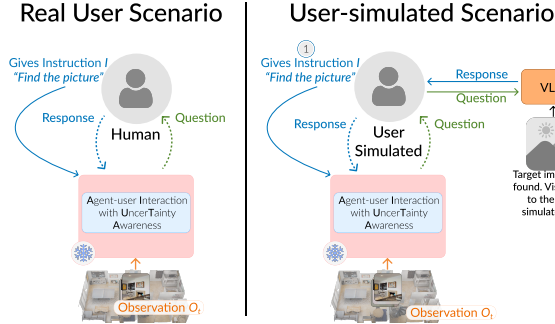 Real User Scenario
Gives Instruction I
"Find the picture"
Response
Question
Human
Agent-user Interaction
with UncerTainty
Awareness
Observation Ot
User-simulated Scenario
1
Gives Instruction I
"Find the picture"
Response
Question
Response
Question
User
Simulated
VL
Target im
found. Vis
to the
simulat
Agent-user Interaction
with UncerTainty
Awareness
Observation Ot